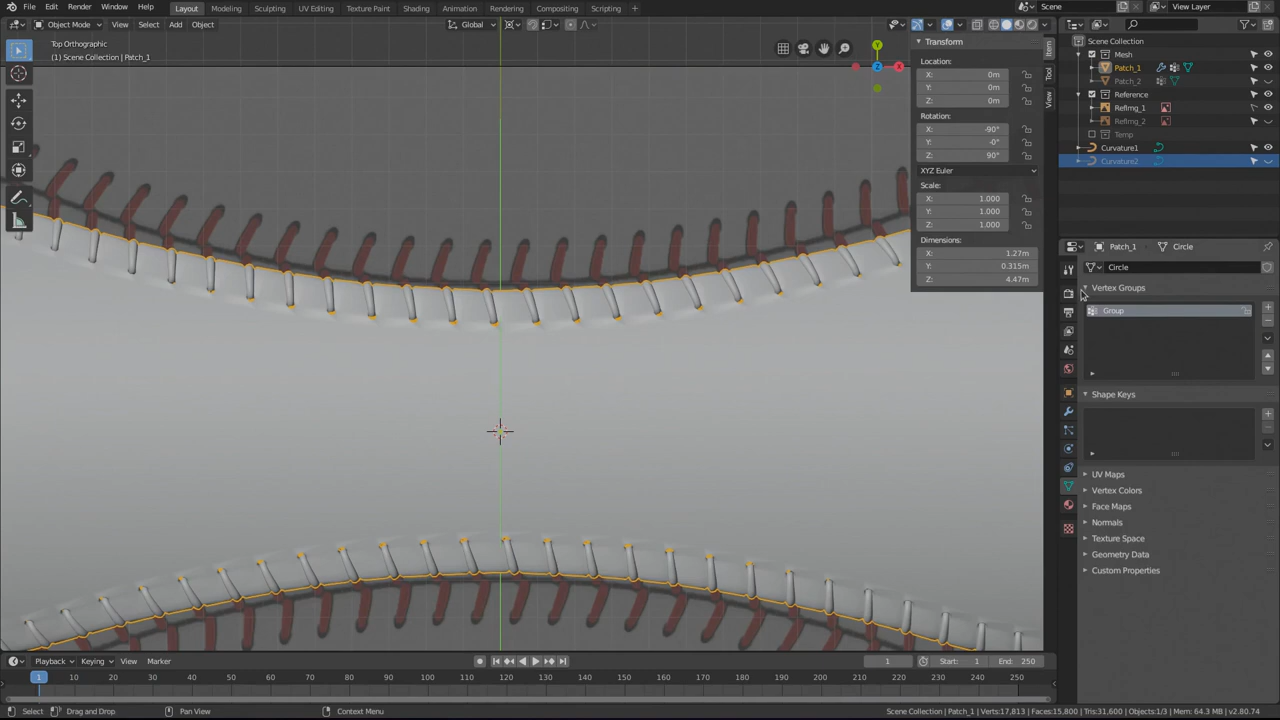 File Edit Render Window Help Layout Modeling Sculpting UV Editing Texture Paint Shading Animation Rendering Compositing Scripting + Scene View Layer
Object Mode View Select Add Object Global
Top Orthographic
(1) Scene Collection | Patch_1
Y
Z
X
Transform
Location:
X: 0m
Y: 0m
Z: 0m
Rotation:
X: -90°
Y: -0°
Z: 90°
XYZ Euler
Scale:
X: 1.000
Y: 1.000
Z: 1.000
Dimensions:
X: 1.27m
Y: 0.315m
Z: 4.47m
Item
Tool
View
Scene Collection
Mesh
Patch_1
Patch_2
Reference
RefImg_1
RefImg_2
Temp
Curvature1
Curvature2
Patch_1 Circle
Circle
Vertex Groups
Group
Shape Keys
UV Maps
Vertex Colors
Face Maps
Normals
Texture Space
Geometry Data
Custom Properties
Playback Keying View Marker 1 Start: 1 End: 250
1 10 20 30 40 50 60 70 80 90 100 110 120 130 140 150 160 170 180 190 200 210 220 230 240 250
Select Drag and Drop Pan View Context Menu Scene Collection | Patch_1 | Verts:17,813 | Faces:15,800 | Tris:31,600 | Objects:1/3 | Mem: 64.3 MB | v2.80.74